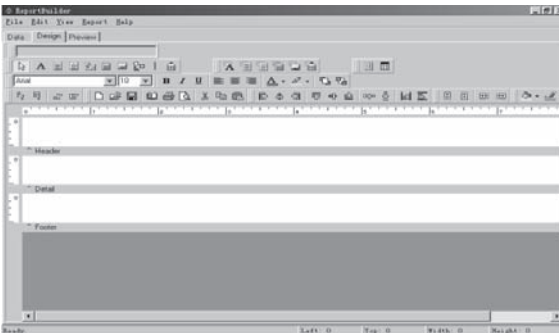 ReportBuilder
File Edit View Report Help
Data Design Preview
Arial 10 B I U
Header
Detail
Footer
Ready Left: 0 Top: 0 Width: 0 Height: 0